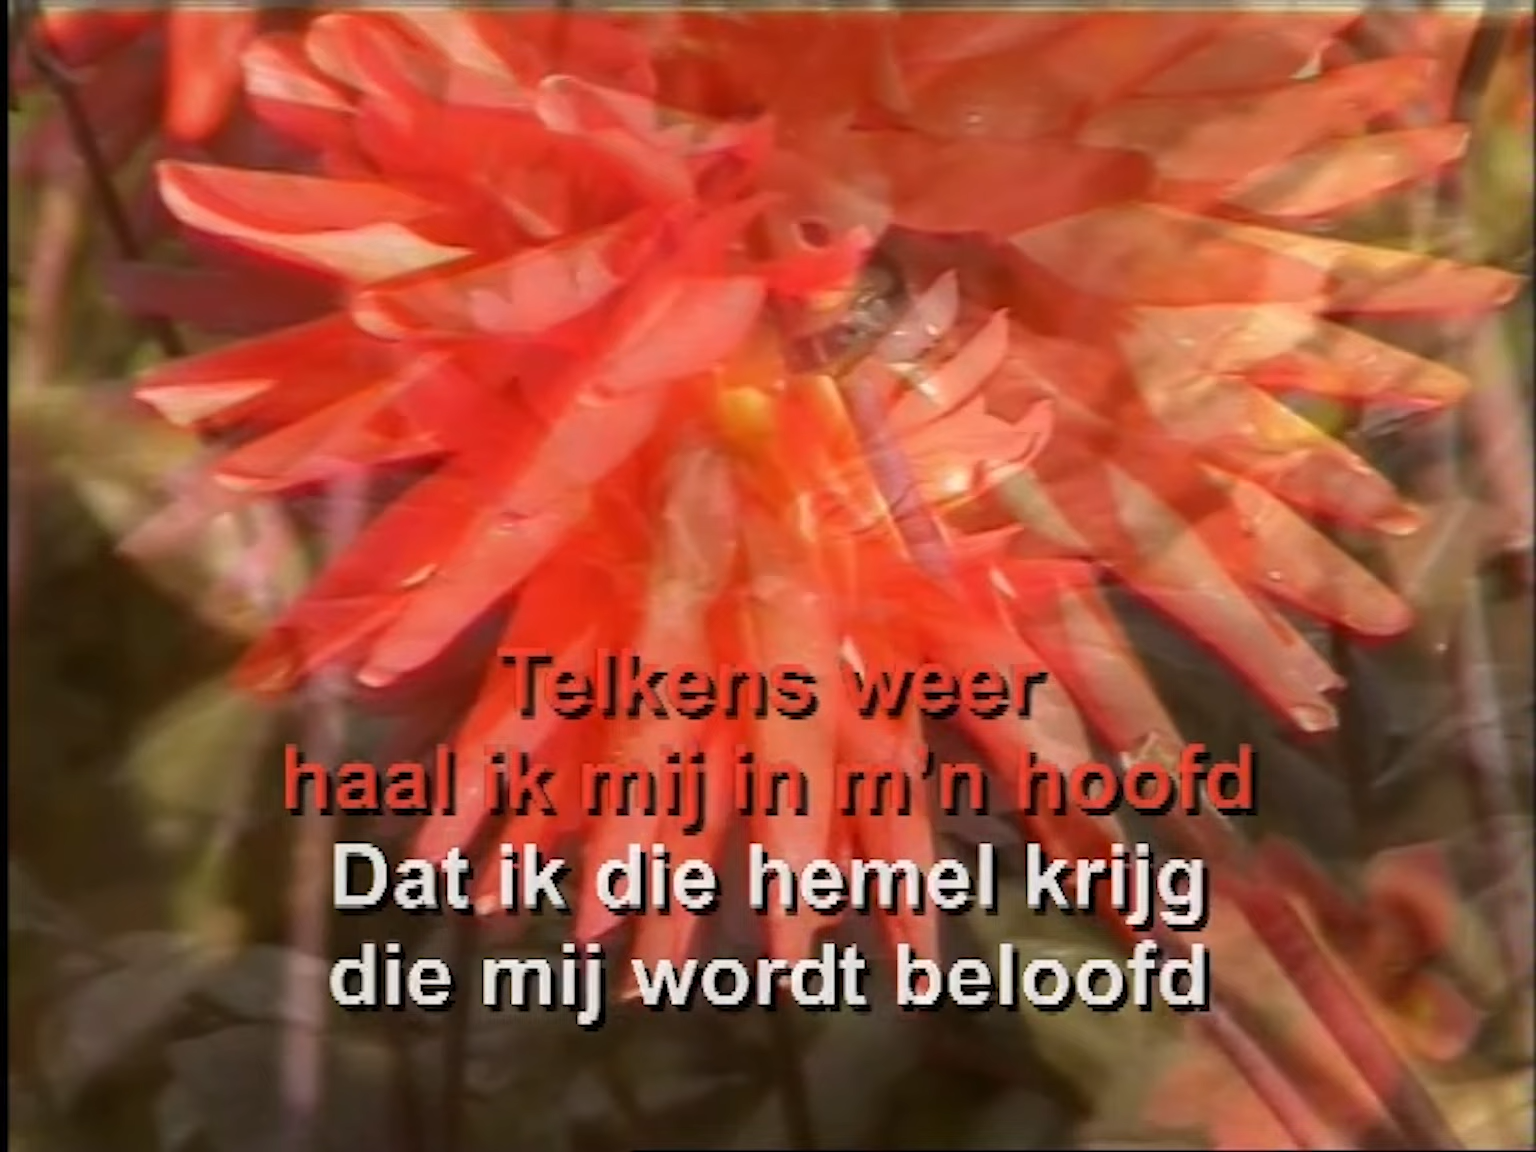 Telkens weer
haal ik mij in m'n hoofd
Dat ik die hemel krijg
die mij wordt beloofd